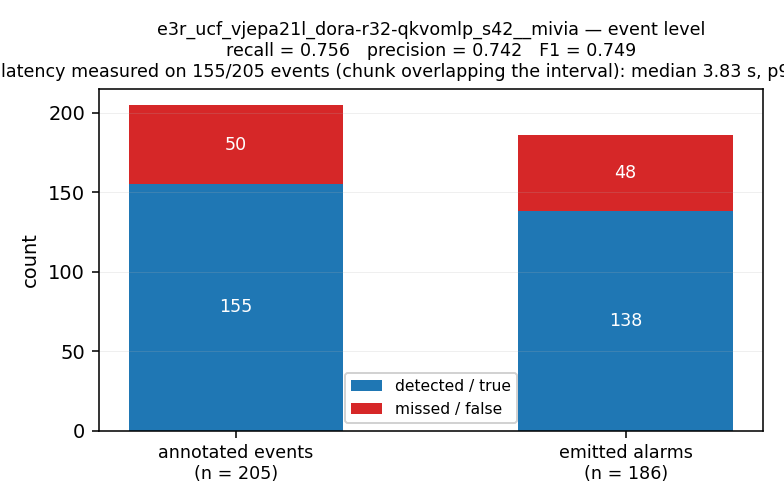 e3r_ucf_vjepa21l_dora-r32-qkvomlp_s42__mivia — event level
recall = 0.756   precision = 0.742   F1 = 0.749
latency measured on 155/205 events (chunk overlapping the interval): median 3.83 s, p9
200
150
100
50
0
count
50
155
48
138
detected / true
missed / false
annotated events
(n = 205)
emitted alarms
(n = 186)